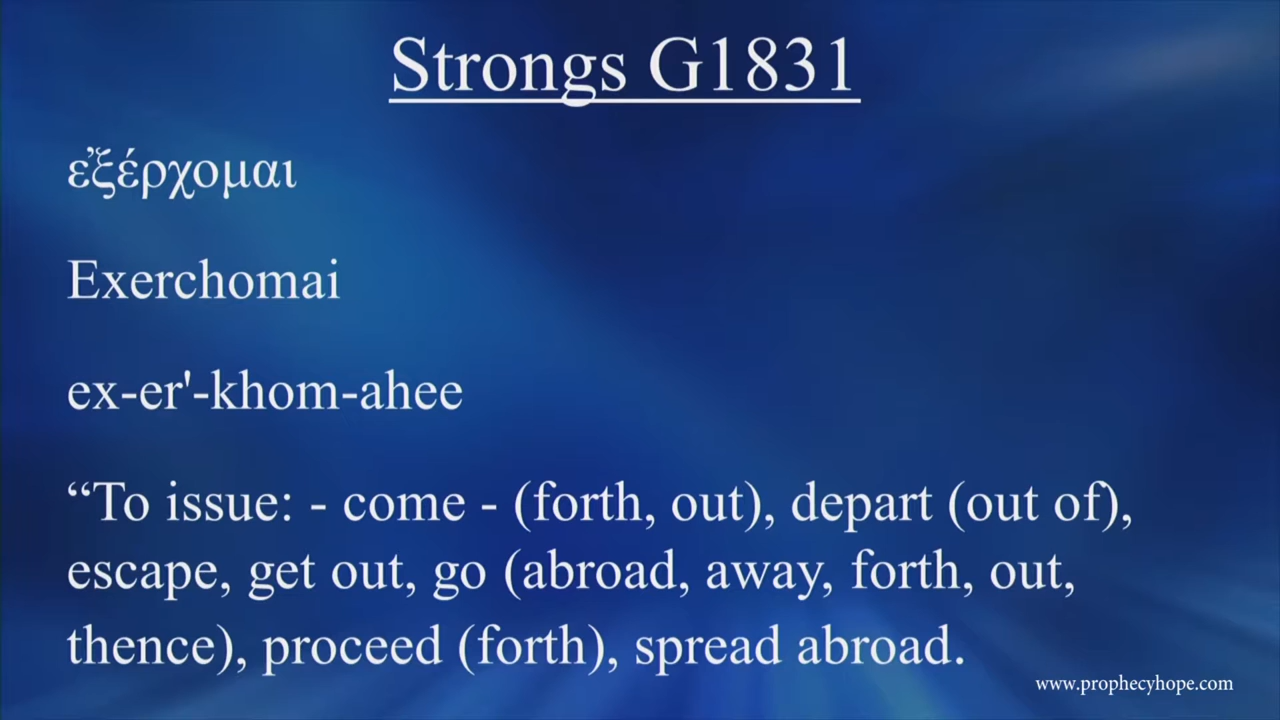 Strongs G1831
ἐξέρχομαι
Exerchomai
ex-er'-khom-ahee
“To issue: - come - (forth, out), depart (out of),
escape, get out, go (abroad, away, forth, out,
thence), proceed (forth), spread abroad.
www.prophecyhope.com